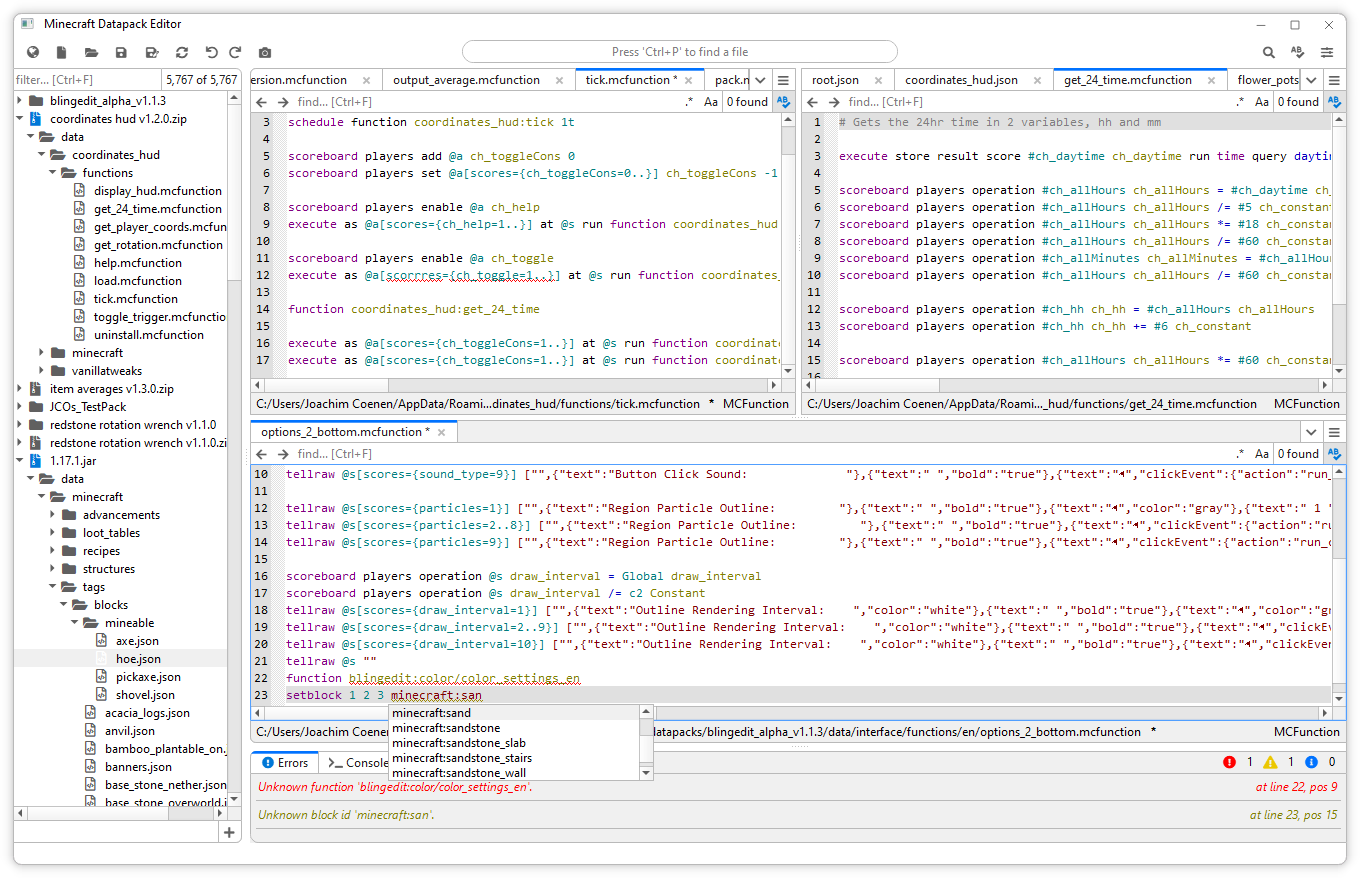 Minecraft Datapack Editor
Press 'Ctrl+P' to find a file
filter... [Ctrl+F]
5,767 of 5,767
blingedit_alpha_v1.1.3
coordinates hud v1.2.0.zip
data
coordinates_hud
functions
display_hud.mcfunction
get_24_time.mcfunction
get_player_coords.mcfun
get_rotation.mcfunction
help.mcfunction
load.mcfunction
tick.mcfunction
toggle_trigger.mcfunctio
uninstall.mcfunction
minecraft
vanillatweaks
item averages v1.3.0.zip
JCOs_TestPack
redstone rotation wrench v1.1.0
redstone rotation wrench v1.1.0.zi
1.17.1.jar
data
minecraft
advancements
loot_tables
recipes
structures
tags
blocks
mineable
axe.json
hoe.json
pickaxe.json
shovel.json
acacia_logs.json
anvil.json
bamboo_plantable_on.j
banners.json
base_stone_nether.json
base_stone_overworld.j
ersion.mcfunction
output_average.mcfunction
tick.mcfunction *
pack.n
find... [Ctrl+F]
.* Aa 0 found
3 schedule function coordinates_hud:tick 1t
4
5 scoreboard players add @a ch_toggleCons 0
6 scoreboard players set @a[scores={ch_toggleCons=0..}] ch_toggleCons -1
7
8 scoreboard players enable @a ch_help
9 execute as @a[scores={ch_help=1..}] at @s run function coordinates_hud
10
11 scoreboard players enable @a ch_toggle
12 execute as @a[scorrres={ch_toggle=1..}] at @s run function coordinates_
13
14 function coordinates_hud:get_24_time
15
16 execute as @a[scores={ch_toggleCons=1..}] at @s run function coordinate
17 execute as @a[scores={ch_toggleCons=1..}] at @s run function coordinat
C:/Users/Joachim Coenen/AppData/Roami...dinates_hud/functions/tick.mcfunction * MCFunction
root.json
coordinates_hud.json
get_24_time.mcfunction
flower_pots
find... [Ctrl+F]
.* Aa 0 found
1 # Gets the 24hr time in 2 variables, hh and mm
2
3 execute store result score #ch_daytime ch_daytime run time query daytim
4
5 scoreboard players operation #ch_allHours ch_allHours = #ch_daytime ch_
6 scoreboard players operation #ch_allHours ch_allHours /= #5 ch_constant
7 scoreboard players operation #ch_allHours ch_allHours *= #18 ch_constan
8 scoreboard players operation #ch_allHours ch_allHours /= #60 ch_constan
9 scoreboard players operation #ch_allMinutes ch_allMinutes = #ch_allHour
10 scoreboard players operation #ch_allHours ch_allHours /= #60 ch_constan
11
12 scoreboard players operation #ch_hh ch_hh = #ch_allHours ch_allHours
13 scoreboard players operation #ch_hh ch_hh += #6 ch_constant
14
15 scoreboard players operation #ch_allHours ch_allHours *= #60 ch_constan
16
C:/Users/Joachim Coenen/AppData/Roami..._hud/functions/get_24_time.mcfunction MCFunction
options_2_bottom.mcfunction *
find... [Ctrl+F]
.* Aa 0 found
10 tellraw @s[scores={sound_type=9}] ["",{"text":"Button Click Sound: "},{"text":" ","bold":"true"},{"text":"◄","clickEvent":{"action":"run_
11
12 tellraw @s[scores={particles=1}] ["",{"text":"Region Particle Outline: "},{"text":" ","bold":"true"},{"text":"◄","color":"gray"},{"text":" 1 "
13 tellraw @s[scores={particles=2..8}] ["",{"text":"Region Particle Outline: "},{"text":" ","bold":"true"},{"text":"◄","clickEvent":{"action":"ru
14 tellraw @s[scores={particles=9}] ["",{"text":"Region Particle Outline: "},{"text":" ","bold":"true"},{"text":"◄","clickEvent":{"action":"run_c
15
16 scoreboard players operation @s draw_interval = Global draw_interval
17 scoreboard players operation @s draw_interval /= c2 Constant
18 tellraw @s[scores={draw_interval=1}] ["",{"text":"Outline Rendering Interval: ","color":"white"},{"text":" ","bold":"true"},{"text":"◄","color":"gr
19 tellraw @s[scores={draw_interval=2..9}] ["",{"text":"Outline Rendering Interval: ","color":"white"},{"text":" ","bold":"true"},{"text":"◄","clickEv
20 tellraw @s[scores={draw_interval=10}] ["",{"text":"Outline Rendering Interval: ","color":"white"},{"text":" ","bold":"true"},{"text":"◄","clickEve
21 tellraw @s ""
22 function blingedit:color/color_settings_en
23 setblock 1 2 3 minecraft:san
minecraft:sand
minecraft:sandstone
minecraft:sandstone_slab
minecraft:sandstone_stairs
minecraft:sandstone_wall
C:/Users/Joachim Coener
latapacks/blingedit_alpha_v1.1.3/data/interface/functions/en/options_2_bottom.mcfunction * MCFunction
Errors
Console
1 1 0
Unknown function 'blingedit:color/color_settings_en'. at line 22, pos 9
Unknown block id 'minecraft:san'. at line 23, pos 15